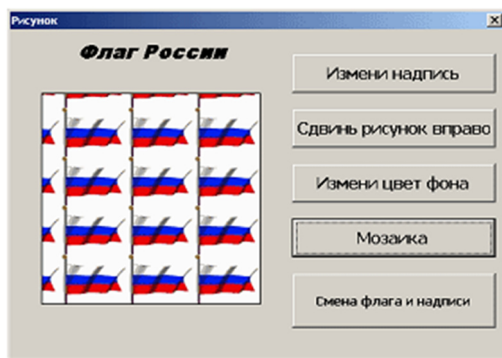 Рисунок
Флаг России
Измени надпись
Сдвинь рисунок вправо
Измени цвет фона
Мозаика
Смена флага и надписи